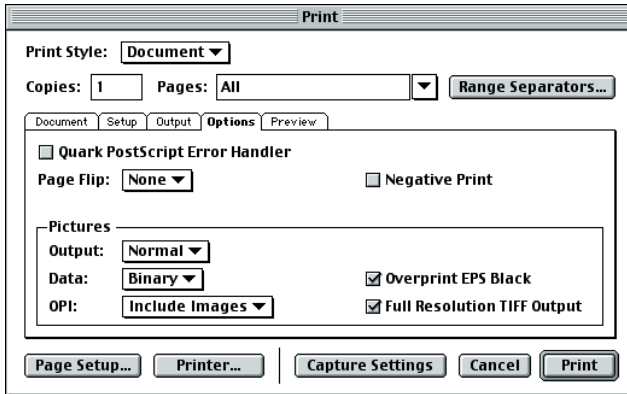 Print
Print Style: Document
Copies: 1 Pages: All Range Separators...
Document Setup Output Options Preview
Quark PostScript Error Handler
Page Flip: None Negative Print
Pictures
Output: Normal
Data: Binary Overprint EPS Black
OPI: Include Images Full Resolution TIFF Output
Page Setup... Printer... Capture Settings Cancel Print